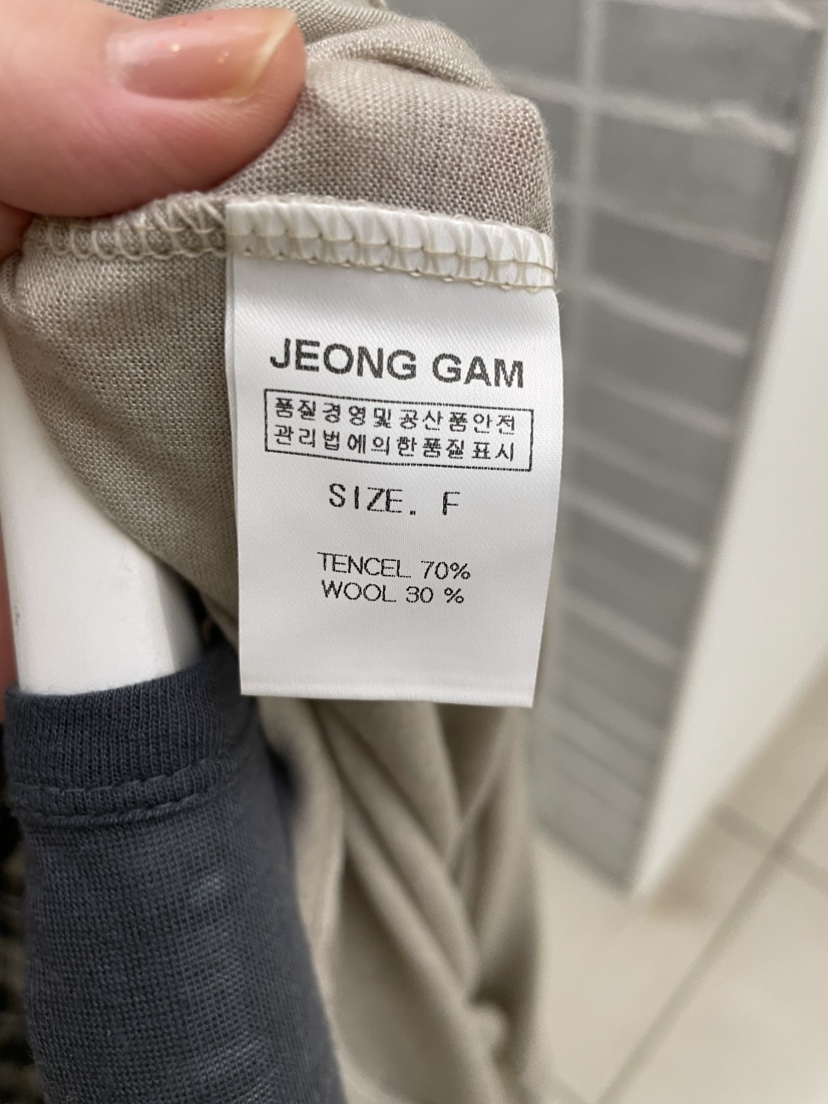 JEONG GAM
품질경영및공산품안전
관리법에의한품질표시
SIZE. F
TENCEL 70%
WOOL 30 %